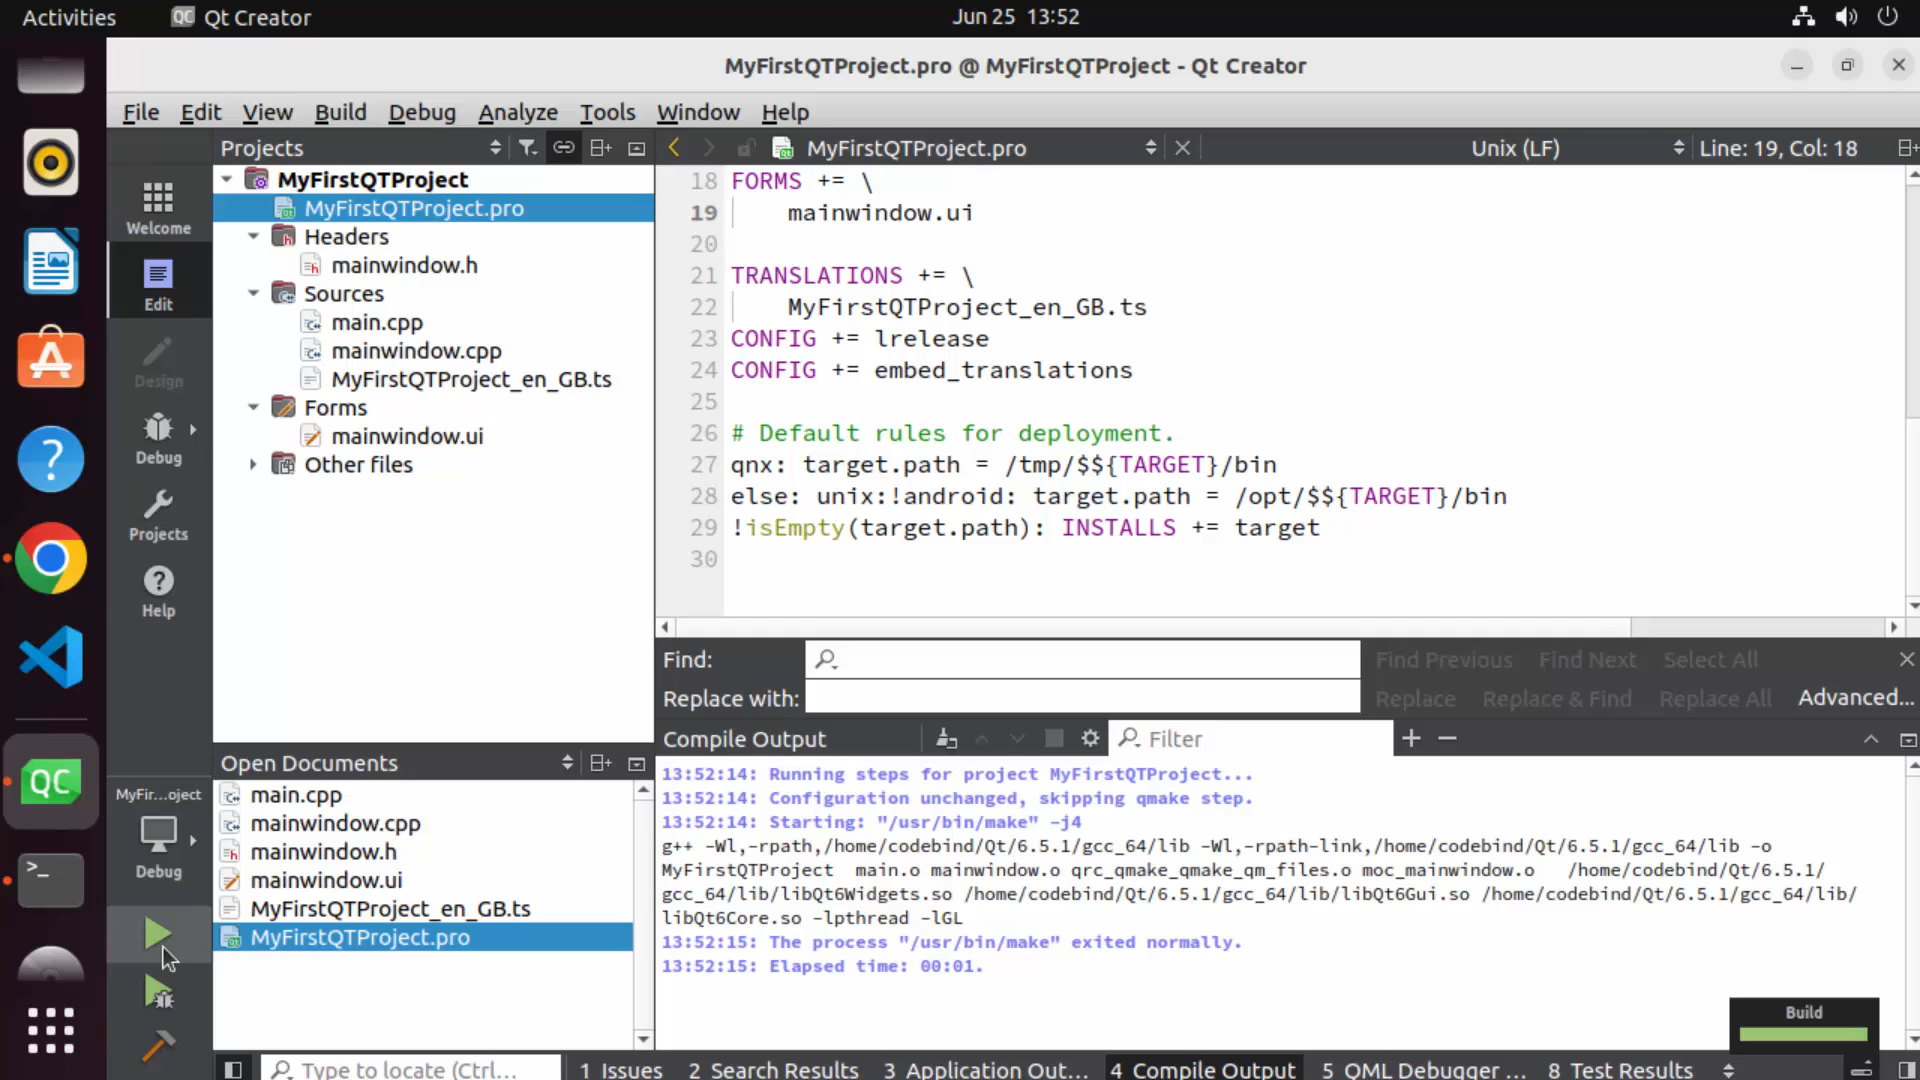 Activities Qt Creator Jun 25 13:52
MyFirstQTProject.pro @ MyFirstQTProject - Qt Creator
File Edit View Build Debug Analyze Tools Window Help
Projects
MyFirstQTProject.pro
Unix (LF)
Line: 19, Col: 18
Welcome
Edit
Design
Debug
Projects
Help
MyFirstQTProject
MyFirstQTProject.pro
Headers
mainwindow.h
Sources
main.cpp
mainwindow.cpp
MyFirstQTProject_en_GB.ts
Forms
mainwindow.ui
Other files
18 FORMS += \
19 mainwindow.ui
20
21 TRANSLATIONS += \
22 MyFirstQTProject_en_GB.ts
23 CONFIG += lrelease
24 CONFIG += embed_translations
25
26 # Default rules for deployment.
27 qnx: target.path = /tmp/$${TARGET}/bin
28 else: unix:!android: target.path = /opt/$${TARGET}/bin
29 !isEmpty(target.path): INSTALLS += target
30
Find: Find Previous Find Next Select All
Replace with: Replace Replace & Find Replace All Advanced...
Open Documents
main.cpp
mainwindow.cpp
mainwindow.h
mainwindow.ui
MyFirstQTProject_en_GB.ts
MyFirstQTProject.pro
MyFir...oject
Debug
QC
Compile Output Filter
13:52:14: Running steps for project MyFirstQTProject...
13:52:14: Configuration unchanged, skipping qmake step.
13:52:14: Starting: "/usr/bin/make" -j4
g++ -Wl,-rpath,/home/codebind/Qt/6.5.1/gcc_64/lib -Wl,-rpath-link,/home/codebind/Qt/6.5.1/gcc_64/lib -o
MyFirstQTProject main.o mainwindow.o qrc_qmake_qmake_qm_files.o moc_mainwindow.o /home/codebind/Qt/6.5.1/
gcc_64/lib/libQt6Widgets.so /home/codebind/Qt/6.5.1/gcc_64/lib/libQt6Gui.so /home/codebind/Qt/6.5.1/gcc_64/lib/
libQt6Core.so -lpthread -lGL
13:52:15: The process "/usr/bin/make" exited normally.
13:52:15: Elapsed time: 00:01.
Build
Type to locate (Ctrl... 1 Issues 2 Search Results 3 Application Out... 4 Compile Output 5 QML Debugger ... 8 Test Results